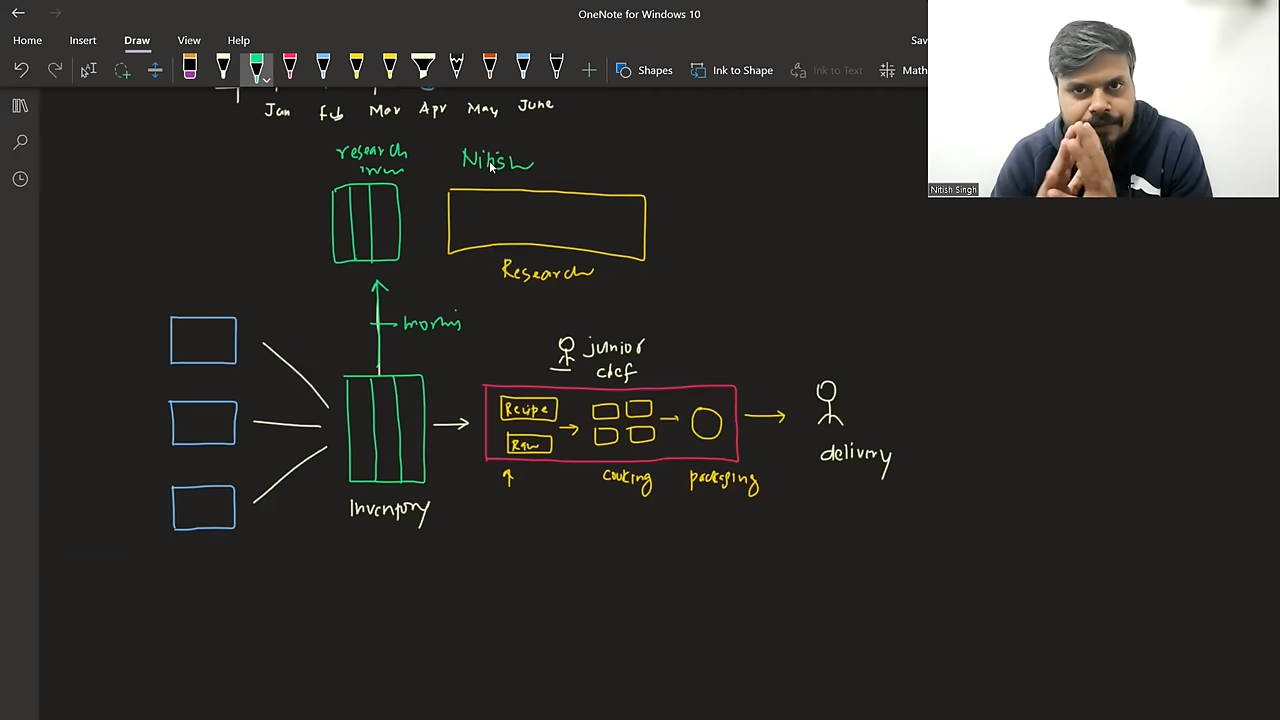 OneNote for Windows 10
Home Insert Draw View Help
Sav
Shapes Ink to Shape Ink to Text Math
Jan Feb Mar Apr May June
research
Nitish
Nitish Singh
Research
junior
chef
Recipe
Raw
cooking packaging
delivery
Inventory